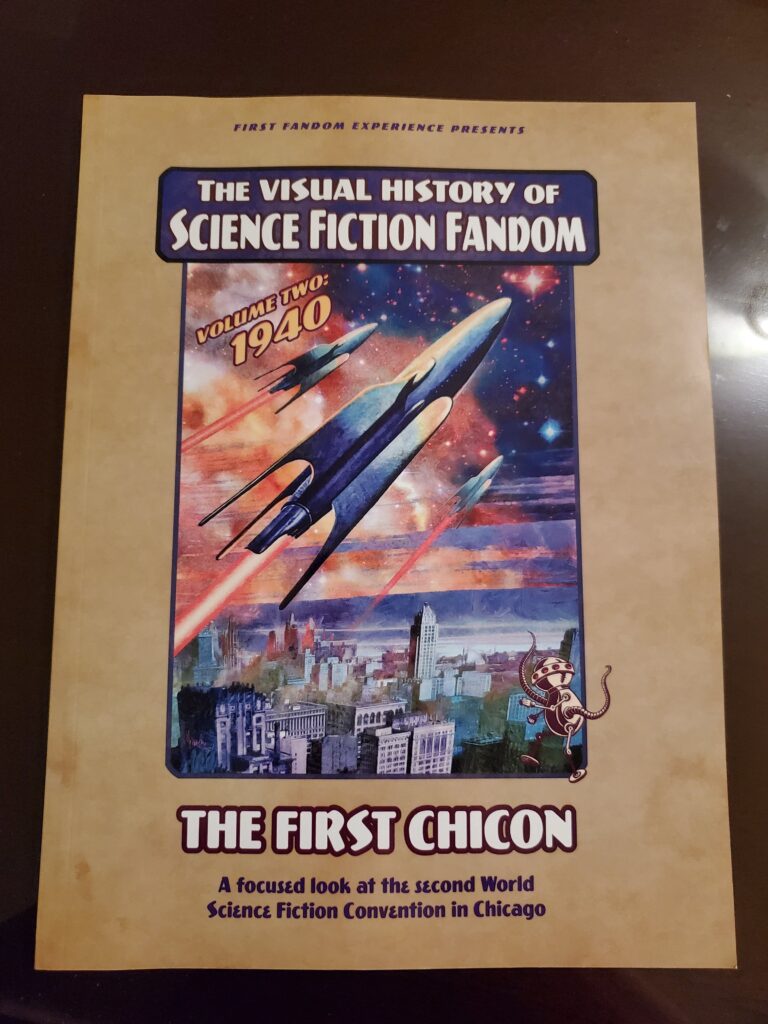 FIRST FANDOM EXPERIENCE PRESENTS
THE VISUAL HISTORY OF
SCIENCE FICTION FANDOM
VOLUME TWO:
1940
THE FIRST CHICON
A focused look at the second World
Science Fiction Convention in Chicago